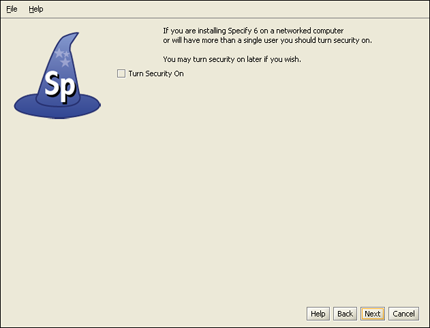 File Help
If you are installing Specify 6 on a networked computer
or will have more than a single user you should turn security on.
You may turn security on later if you wish.
Sp
Turn Security On
Help Back Next Cancel